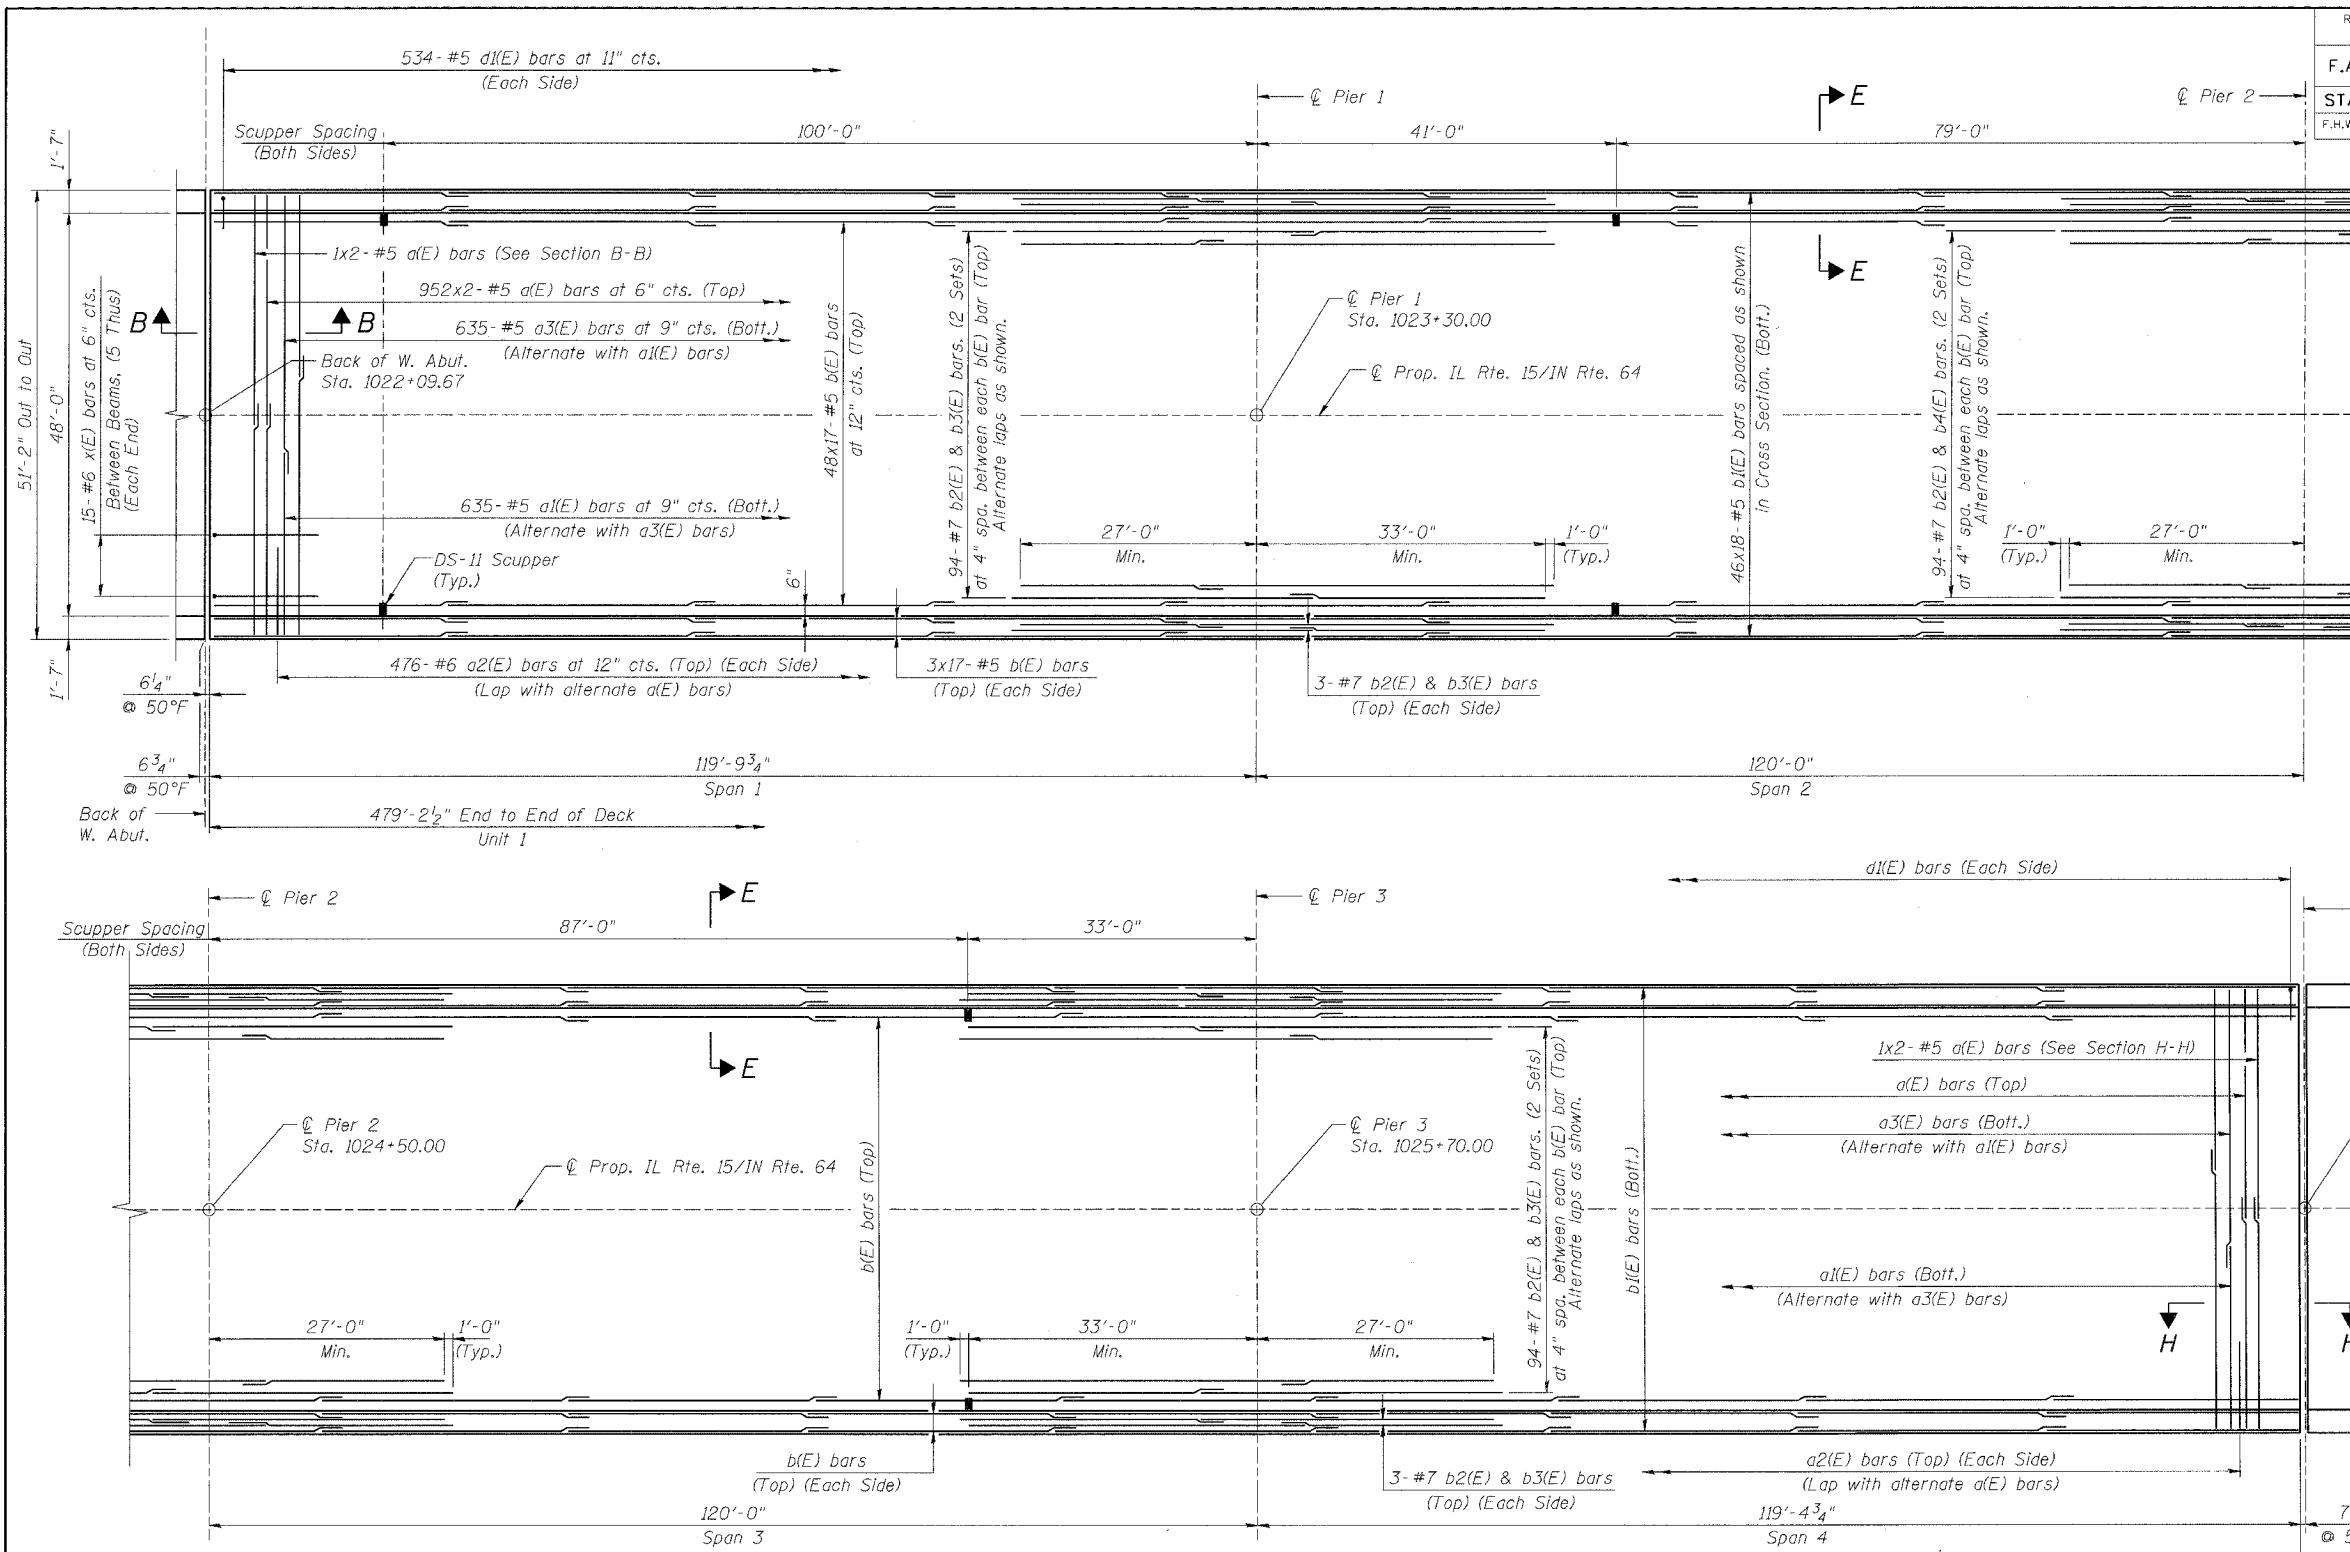 534-#5 d1(E) bars at 11" cts.
(Each Side)
℄ Pier 1
E
℄ Pier 2
F.A
STA
F.H.W
Scupper Spacing
(Both Sides)
100'-0"
41'-0"
79'-0"
1'-7"
51'-2" Out to Out
48'-0"
1'-7"
15-#6 x(E) bars at 6" cts.
Between Beams, (5 Thus)
(Each End)
1x2-#5 a(E) bars (See Section B-B)
952x2-#5 a(E) bars at 6" cts. (Top)
B
B
635-#5 a3(E) bars at 9" cts. (Bott.)
(Alternate with a1(E) bars)
Back of W. Abut.
Sta. 1022+09.67
635-#5 a1(E) bars at 9" cts. (Bott.)
(Alternate with a3(E) bars)
DS-11 Scupper
(Typ.)
6"
48x17-#5 b(E) bars
at 12" cts. (Top)
94-#7 b2(E) & b3(E) bars. (2 Sets)
at 4" spa. between each b(E) bar (Top)
Alternate laps as shown.
℄ Pier 1
Sta. 1023+30.00
℄ Prop. IL Rte. 15/IN Rte. 64
27'-0"
Min.
33'-0"
Min.
1'-0"
(Typ.)
46x18-#5 b1(E) bars spaced as shown
in Cross Section. (Bott.)
E
94-#7 b2(E) & b4(E) bars. (2 Sets)
at 4" spa. between each b(E) bar (Top)
Alternate laps as shown.
1'-0"
(Typ.)
27'-0"
Min.
476-#6 a2(E) bars at 12" cts. (Top) (Each Side)
(Lap with alternate a(E) bars)
3x17-#5 b(E) bars
(Top) (Each Side)
3-#7 b2(E) & b3(E) bars
(Top) (Each Side)
6 1/4"
@ 50°F
6 3/4"
@ 50°F
119'-9 3/4"
Span 1
120'-0"
Span 2
Back of
W. Abut.
479'-2 1/2" End to End of Deck
Unit 1
d1(E) bars (Each Side)
℄ Pier 2
E
℄ Pier 3
Scupper Spacing
(Both Sides)
87'-0"
33'-0"
E
℄ Pier 2
Sta. 1024+50.00
℄ Prop. IL Rte. 15/IN Rte. 64
b(E) bars (Top)
℄ Pier 3
Sta. 1025+70.00
94-#7 b2(E) & b3(E) bars. (2 Sets)
at 4" spa. between each b(E) bar (Top)
Alternate laps as shown.
b1(E) bars (Bott.)
1x2-#5 a(E) bars (See Section H-H)
a(E) bars (Top)
a3(E) bars (Bott.)
(Alternate with a1(E) bars)
a1(E) bars (Bott.)
(Alternate with a3(E) bars)
H
27'-0"
Min.
1'-0"
(Typ.)
1'-0"
(Typ.)
33'-0"
Min.
27'-0"
Min.
b(E) bars
(Top) (Each Side)
3-#7 b2(E) & b3(E) bars
(Top) (Each Side)
a2(E) bars (Top) (Each Side)
(Lap with alternate a(E) bars)
120'-0"
Span 3
119'-4 3/4"
Span 4
7
@ 5